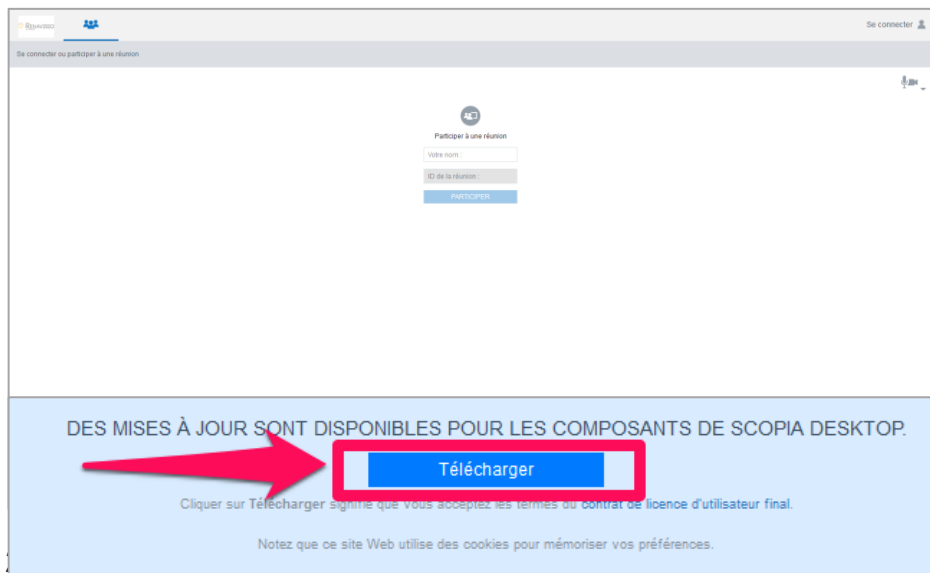 RENAVISIO
Se connecter
Se connecter ou participer à une réunion
Participer à une réunion
Votre nom :
ID de la réunion :
PARTICIPER
DES MISES À JOUR SONT DISPONIBLES POUR LES COMPOSANTS DE SCOPIA DESKTOP.
Télécharger
Cliquer sur Télécharger signifie que vous acceptez les termes du contrat de licence d'utilisateur final.
Notez que ce site Web utilise des cookies pour mémoriser vos préférences.